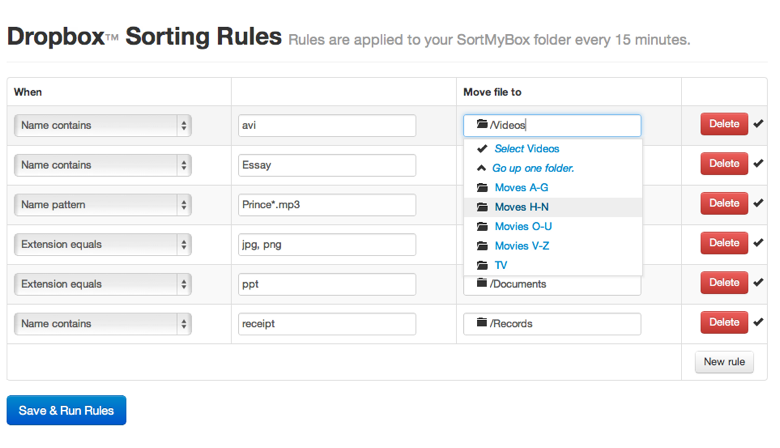 Dropbox™ Sorting Rules Rules are applied to your SortMyBox folder every 15 minutes.
When Move file to
Name contains avi /Videos Delete
Select Videos
Name contains Essay Delete
Go up one folder.
Moves A-G
Name pattern Prince*.mp3 Delete
Moves H-N
Movies O-U
Extension equals jpg, png Delete
Movies V-Z
TV
Extension equals ppt /Documents Delete
Name contains receipt /Records Delete
New rule
Save & Run Rules